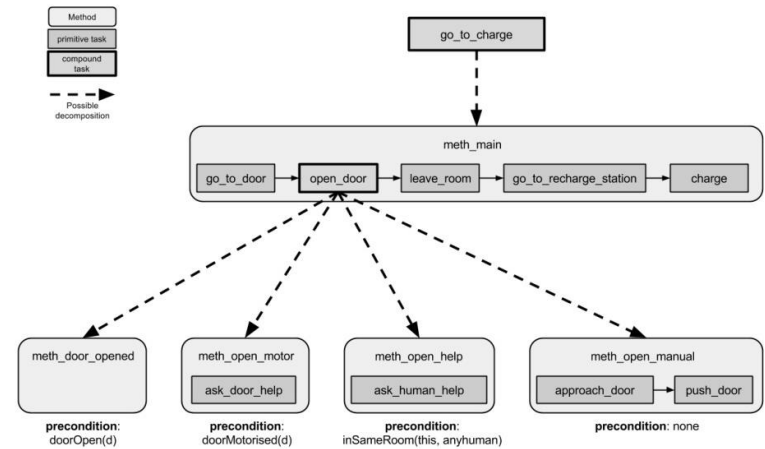 Method
primitive task
compound
task
Possible
decomposition
go_to_charge
meth_main
go_to_door
open_door
leave_room
go_to_recharge_station
charge
meth_door_opened
meth_open_motor
meth_open_help
meth_open_manual
ask_door_help
ask_human_help
approach_door
push_door
precondition:
doorOpen(d)
precondition:
doorMotorised(d)
precondition:
inSameRoom(this, anyhuman)
precondition: none